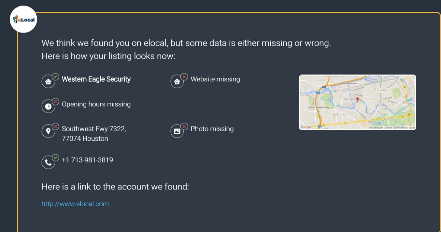 eLocal
We think we found you on elocal, but some data is either missing or wrong.
Here is how your listing looks now:
Western Eagle Security
Website missing
Opening hours missing
Southwest Fwy 7322,
77074 Houston
Photo missing
+1 713-981-3819
Here is a link to the account we found:
http://www.elocal.com